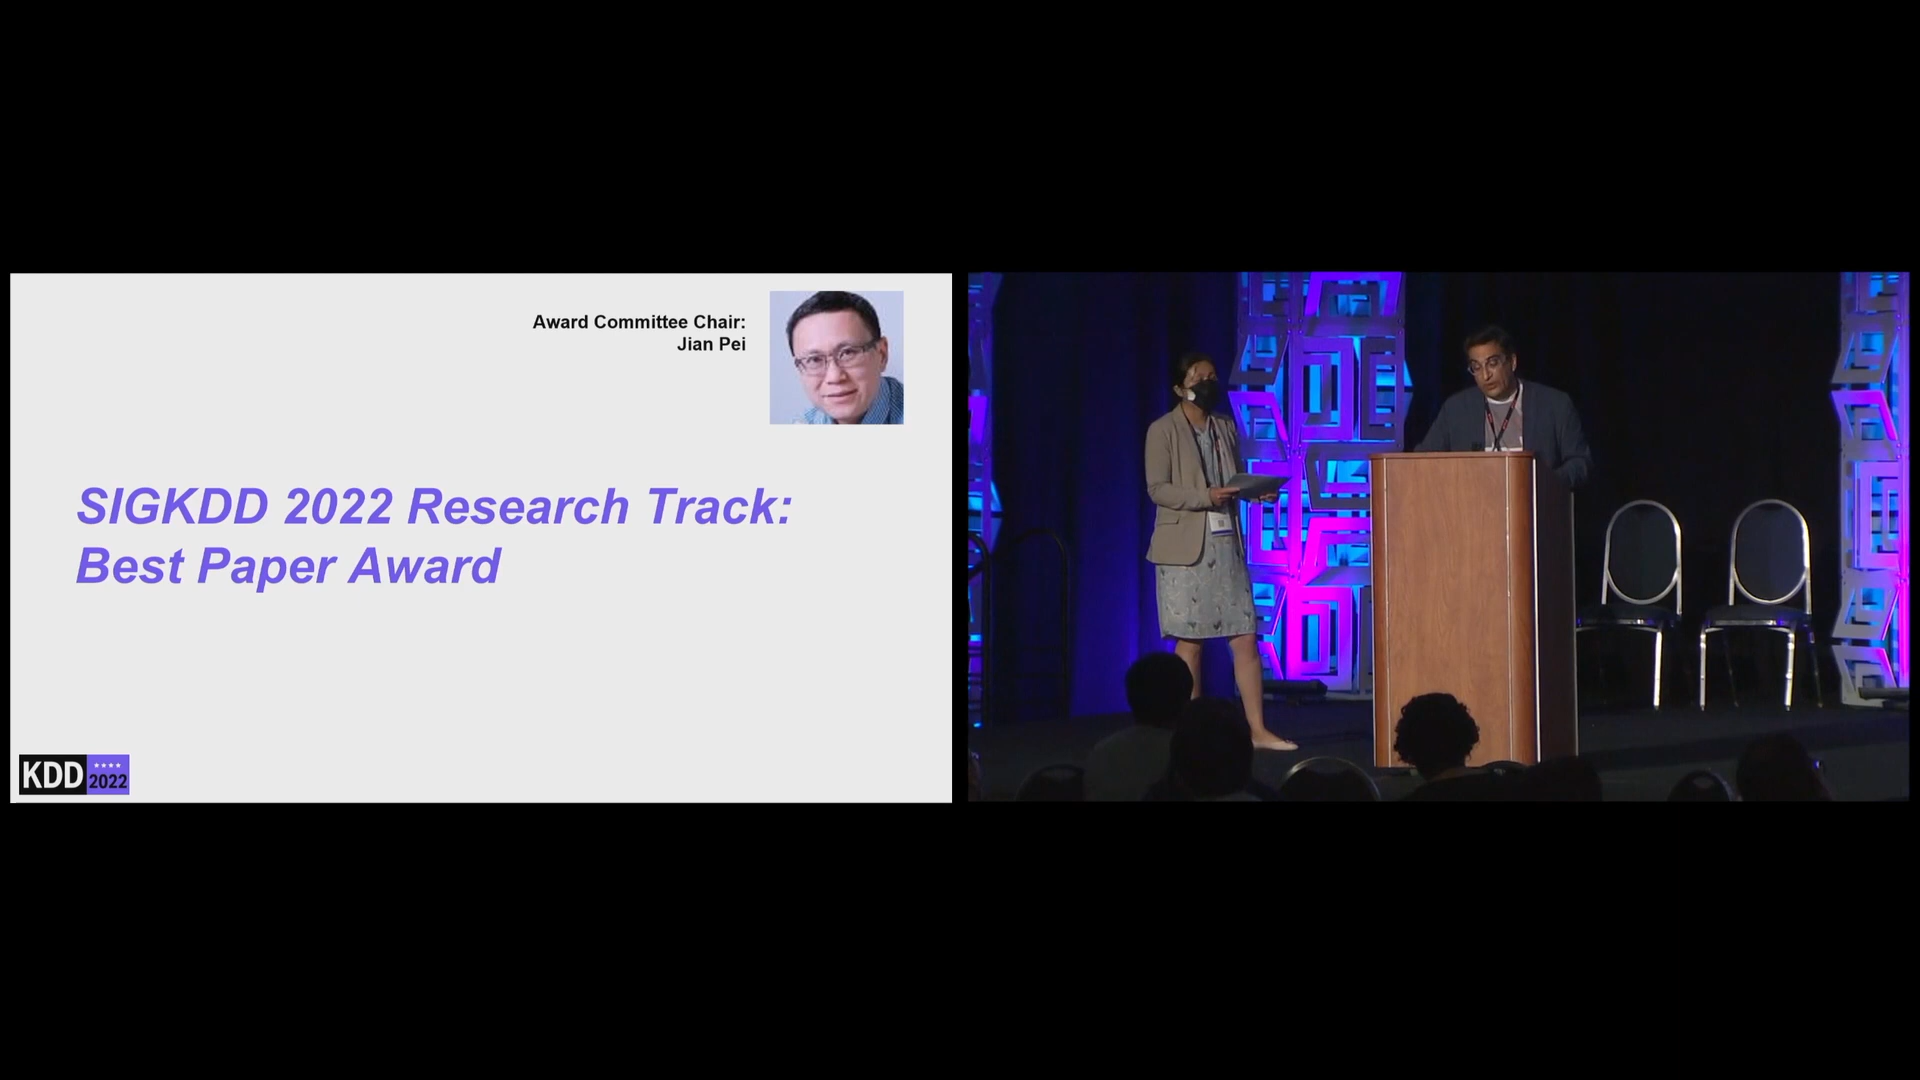 Award Committee Chair:
Jian Pei
SIGKDD 2022 Research Track:
Best Paper Award
KDD 2022